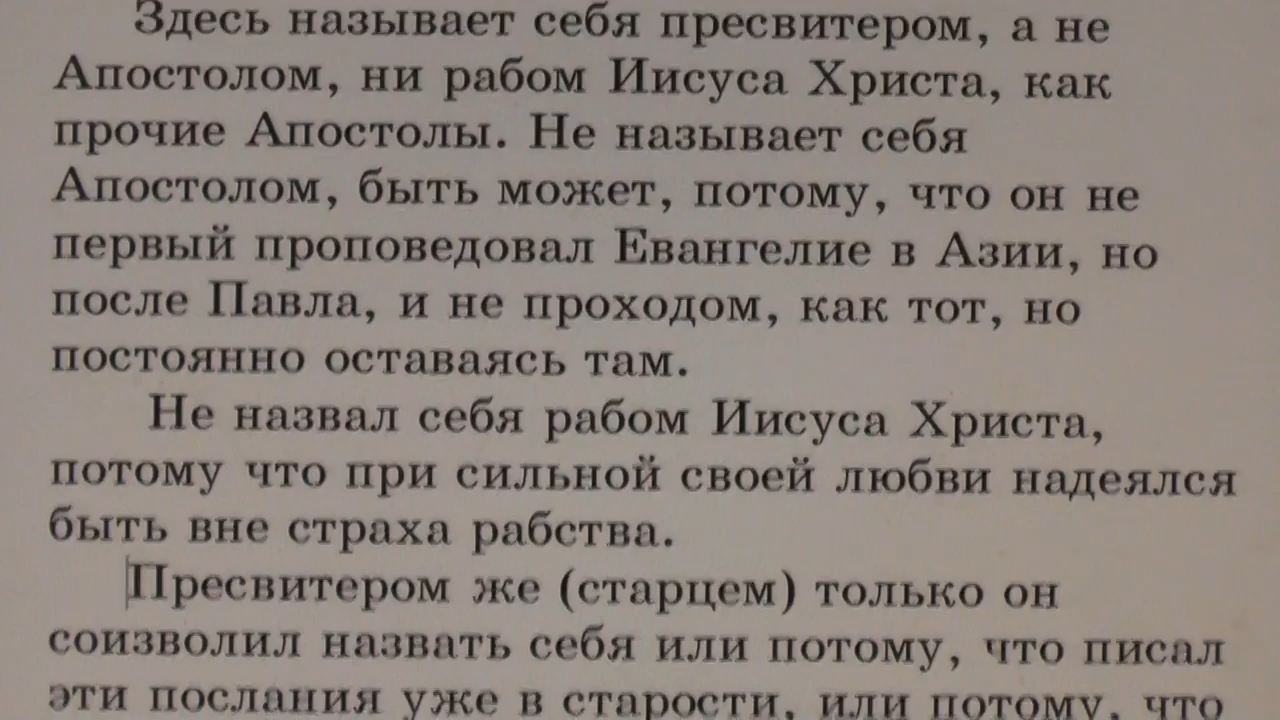 Здесь называет себя пресвитером, а не
Апостолом, ни рабом Иисуса Христа, как
прочие Апостолы. Не называет себя
Апостолом, быть может, потому, что он не
первый проповедовал Евангелие в Азии, но
после Павла, и не проходом, как тот, но
постоянно оставаясь там.
Не назвал себя рабом Иисуса Христа,
потому что при сильной своей любви надеялся
быть вне страха рабства.
Пресвитером же (старцем) только он
соизволил назвать себя или потому, что писал
эти послания уже в старости, или потому, что